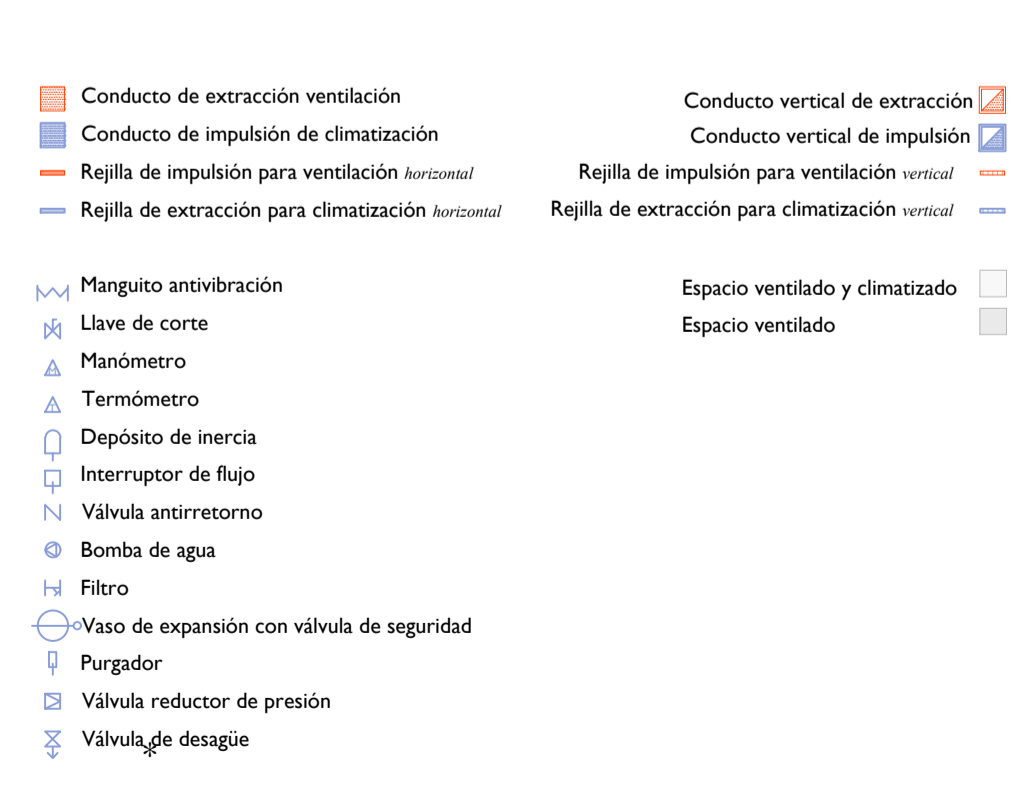 Conducto de extracción ventilación
Conducto de impulsión de climatización
Rejilla de impulsión para ventilación horizontal
Rejilla de extracción para climatización horizontal
Conducto vertical de extracción
Conducto vertical de impulsión
Rejilla de impulsión para ventilación vertical
Rejilla de extracción para climatización vertical
Manguito antivibración
Llave de corte
Manómetro
Termómetro
Depósito de inercia
Interruptor de flujo
Válvula antirretorno
Bomba de agua
Filtro
Vaso de expansión con válvula de seguridad
Purgador
Válvula reductor de presión
Válvula de desagüe
*
Espacio ventilado y climatizado
Espacio ventilado